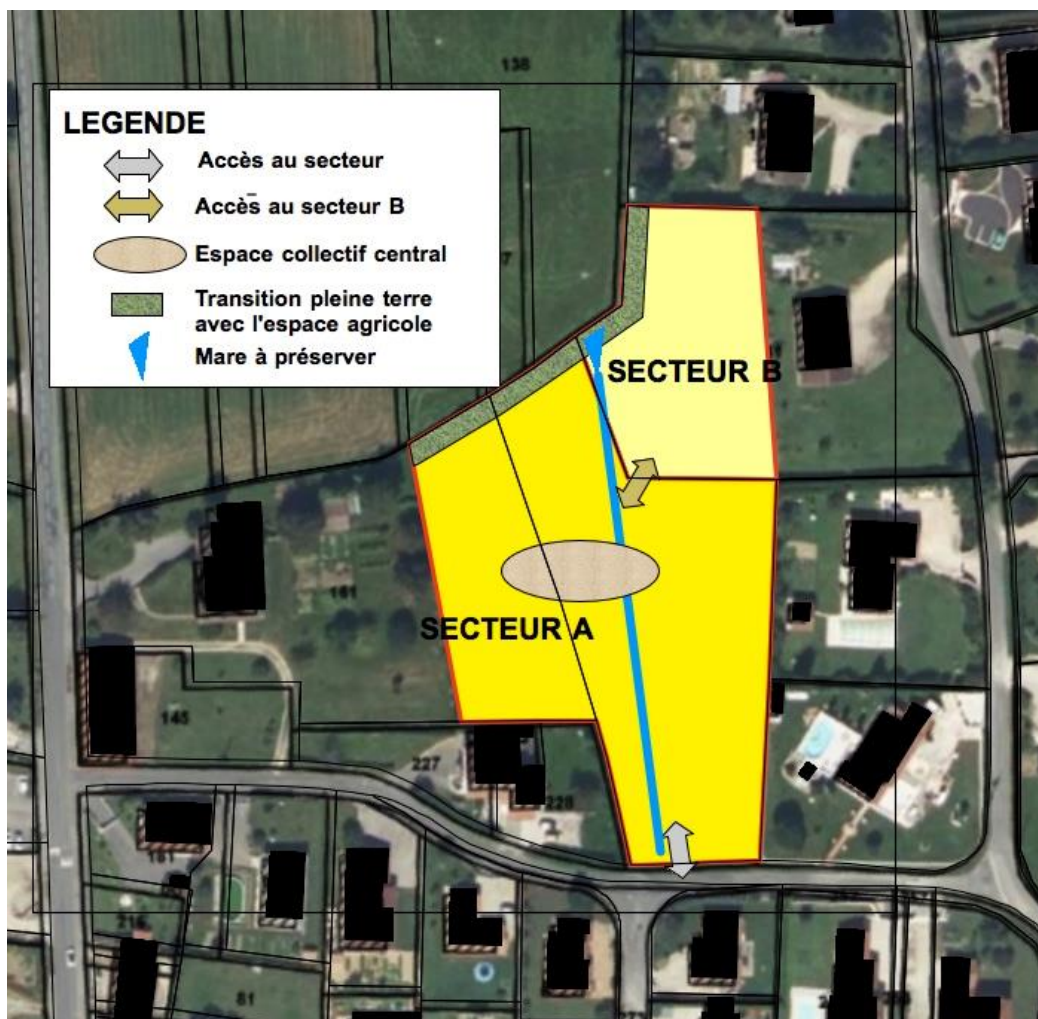 138
LEGENDE
Accès au secteur
Accès au secteur B
Espace collectif central
Transition pleine terre
avec l'espace agricole
Mare à préserver
SECTEUR B
161
SECTEUR A
145
227
228
181
216
81